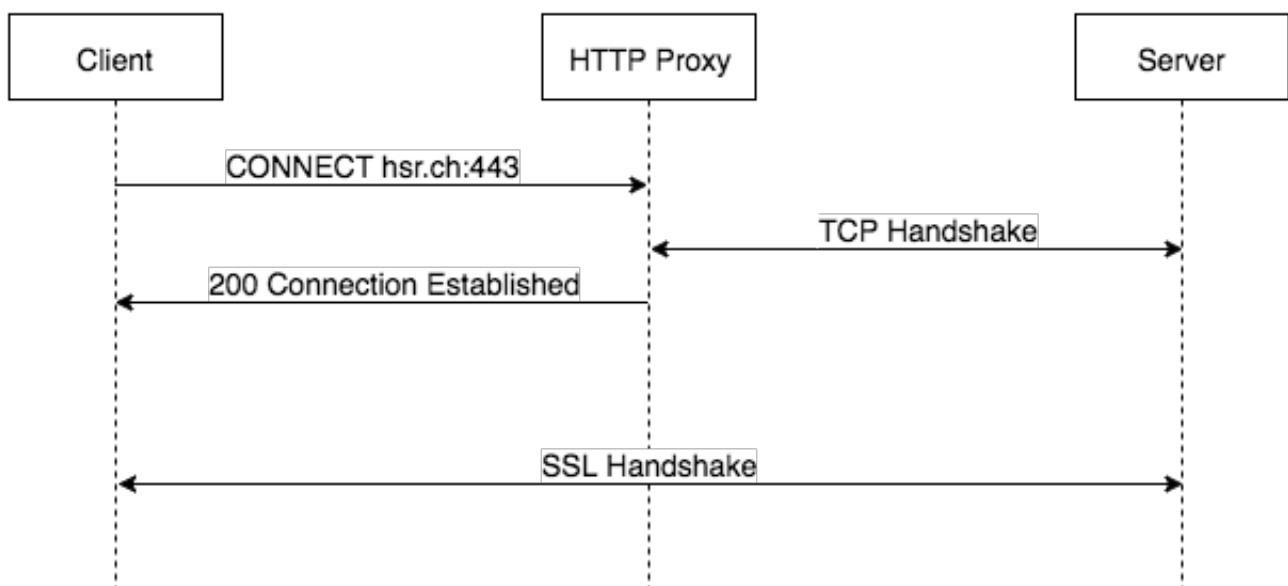 Client
HTTP Proxy
Server
CONNECT hsr.ch:443
TCP Handshake
200 Connection Established
SSL Handshake